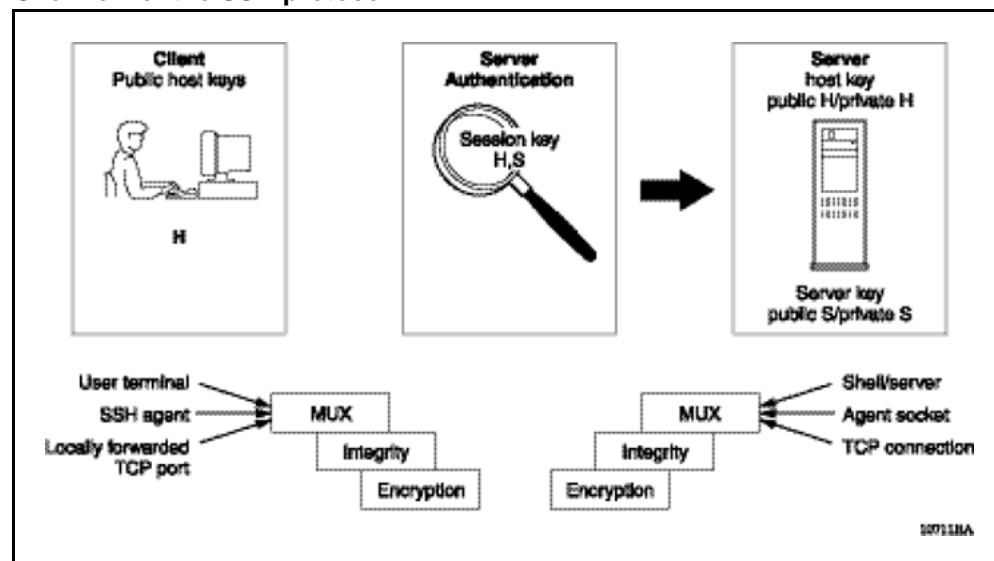 Client
Public host keys
H
Server
Authentication
Session key
H,S
Server
host key
public H/private H
Server key
public S/private S
User terminal
SSH agent
Locally forwarded
TCP port
MUX
Integrity
Encryption
MUX
Integrity
Encryption
Shell/server
Agent socket
TCP connection